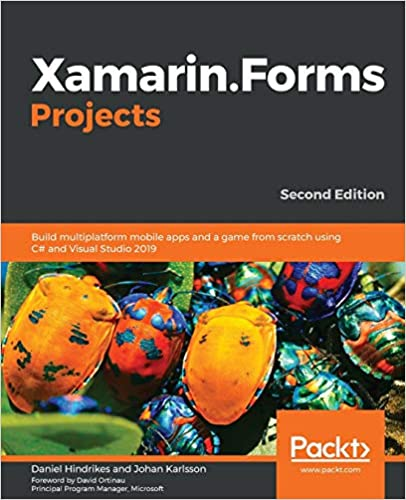 Xamarin.Forms
Projects
Second Edition
Build multiplatform mobile apps and a game from scratch using
C# and Visual Studio 2019
Daniel Hindrikes and Johan Karlsson
Foreword by David Ortinau
Principal Program Manager, Microsoft
Packt>
www.packt.com